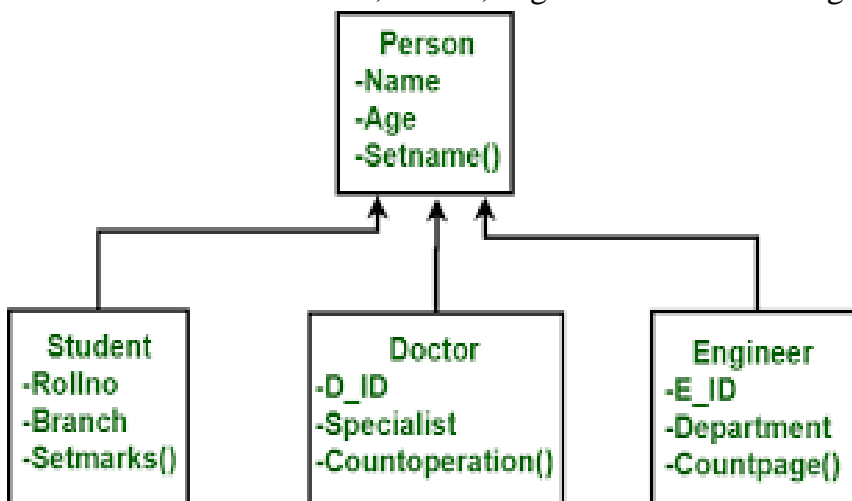 Person
-Name
-Age
-Setname()
Student
-Rollno
-Branch
-Setmarks()
Doctor
-D_ID
-Specialist
-Countoperation()
Engineer
-E_ID
-Department
-Countpage()